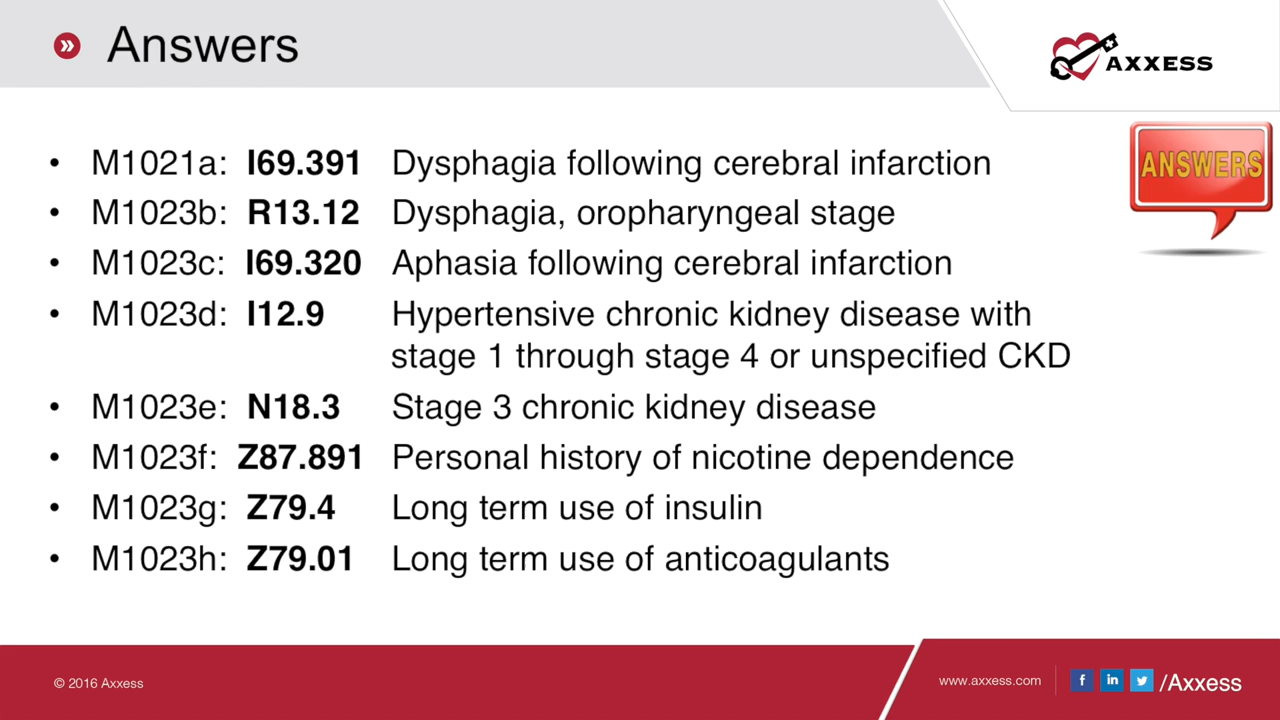 Answers
AXXESS
ANSWERS
• M1021a: I69.391 Dysphagia following cerebral infarction
• M1023b: R13.12 Dysphagia, oropharyngeal stage
• M1023c: I69.320 Aphasia following cerebral infarction
• M1023d: I12.9 Hypertensive chronic kidney disease with
stage 1 through stage 4 or unspecified CKD
• M1023e: N18.3 Stage 3 chronic kidney disease
• M1023f: Z87.891 Personal history of nicotine dependence
• M1023g: Z79.4 Long term use of insulin
• M1023h: Z79.01 Long term use of anticoagulants
© 2016 Axxess
www.axxess.com
/Axxess